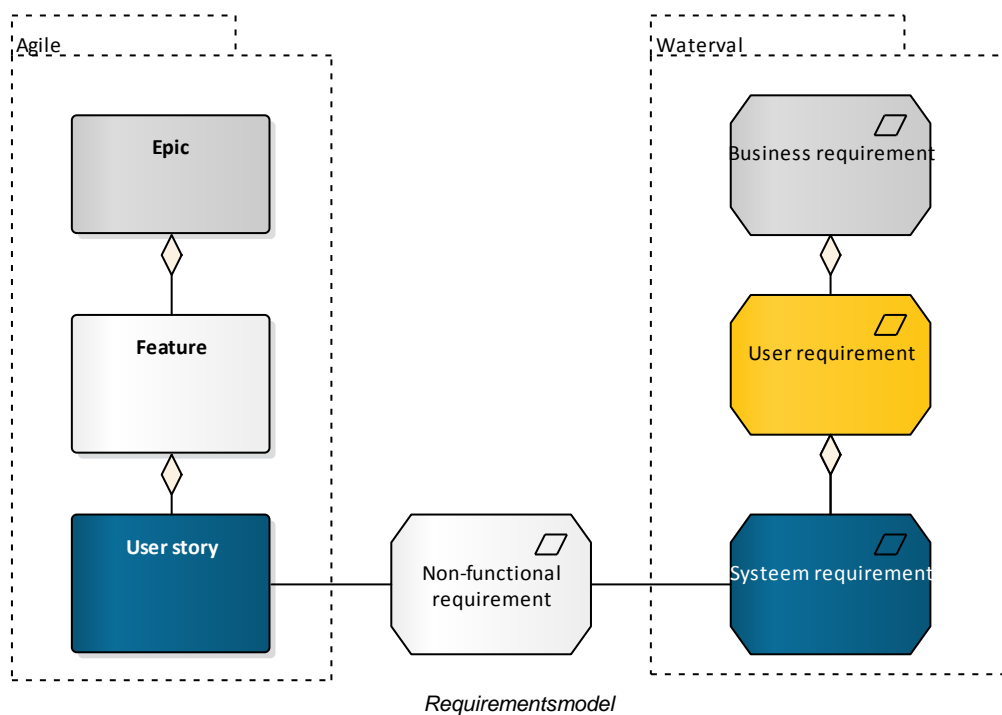 Agile
Waterval
Epic
Business requirement
Feature
User requirement
User story
Non-functional
requirement
Systeem requirement
Requirementsmodel